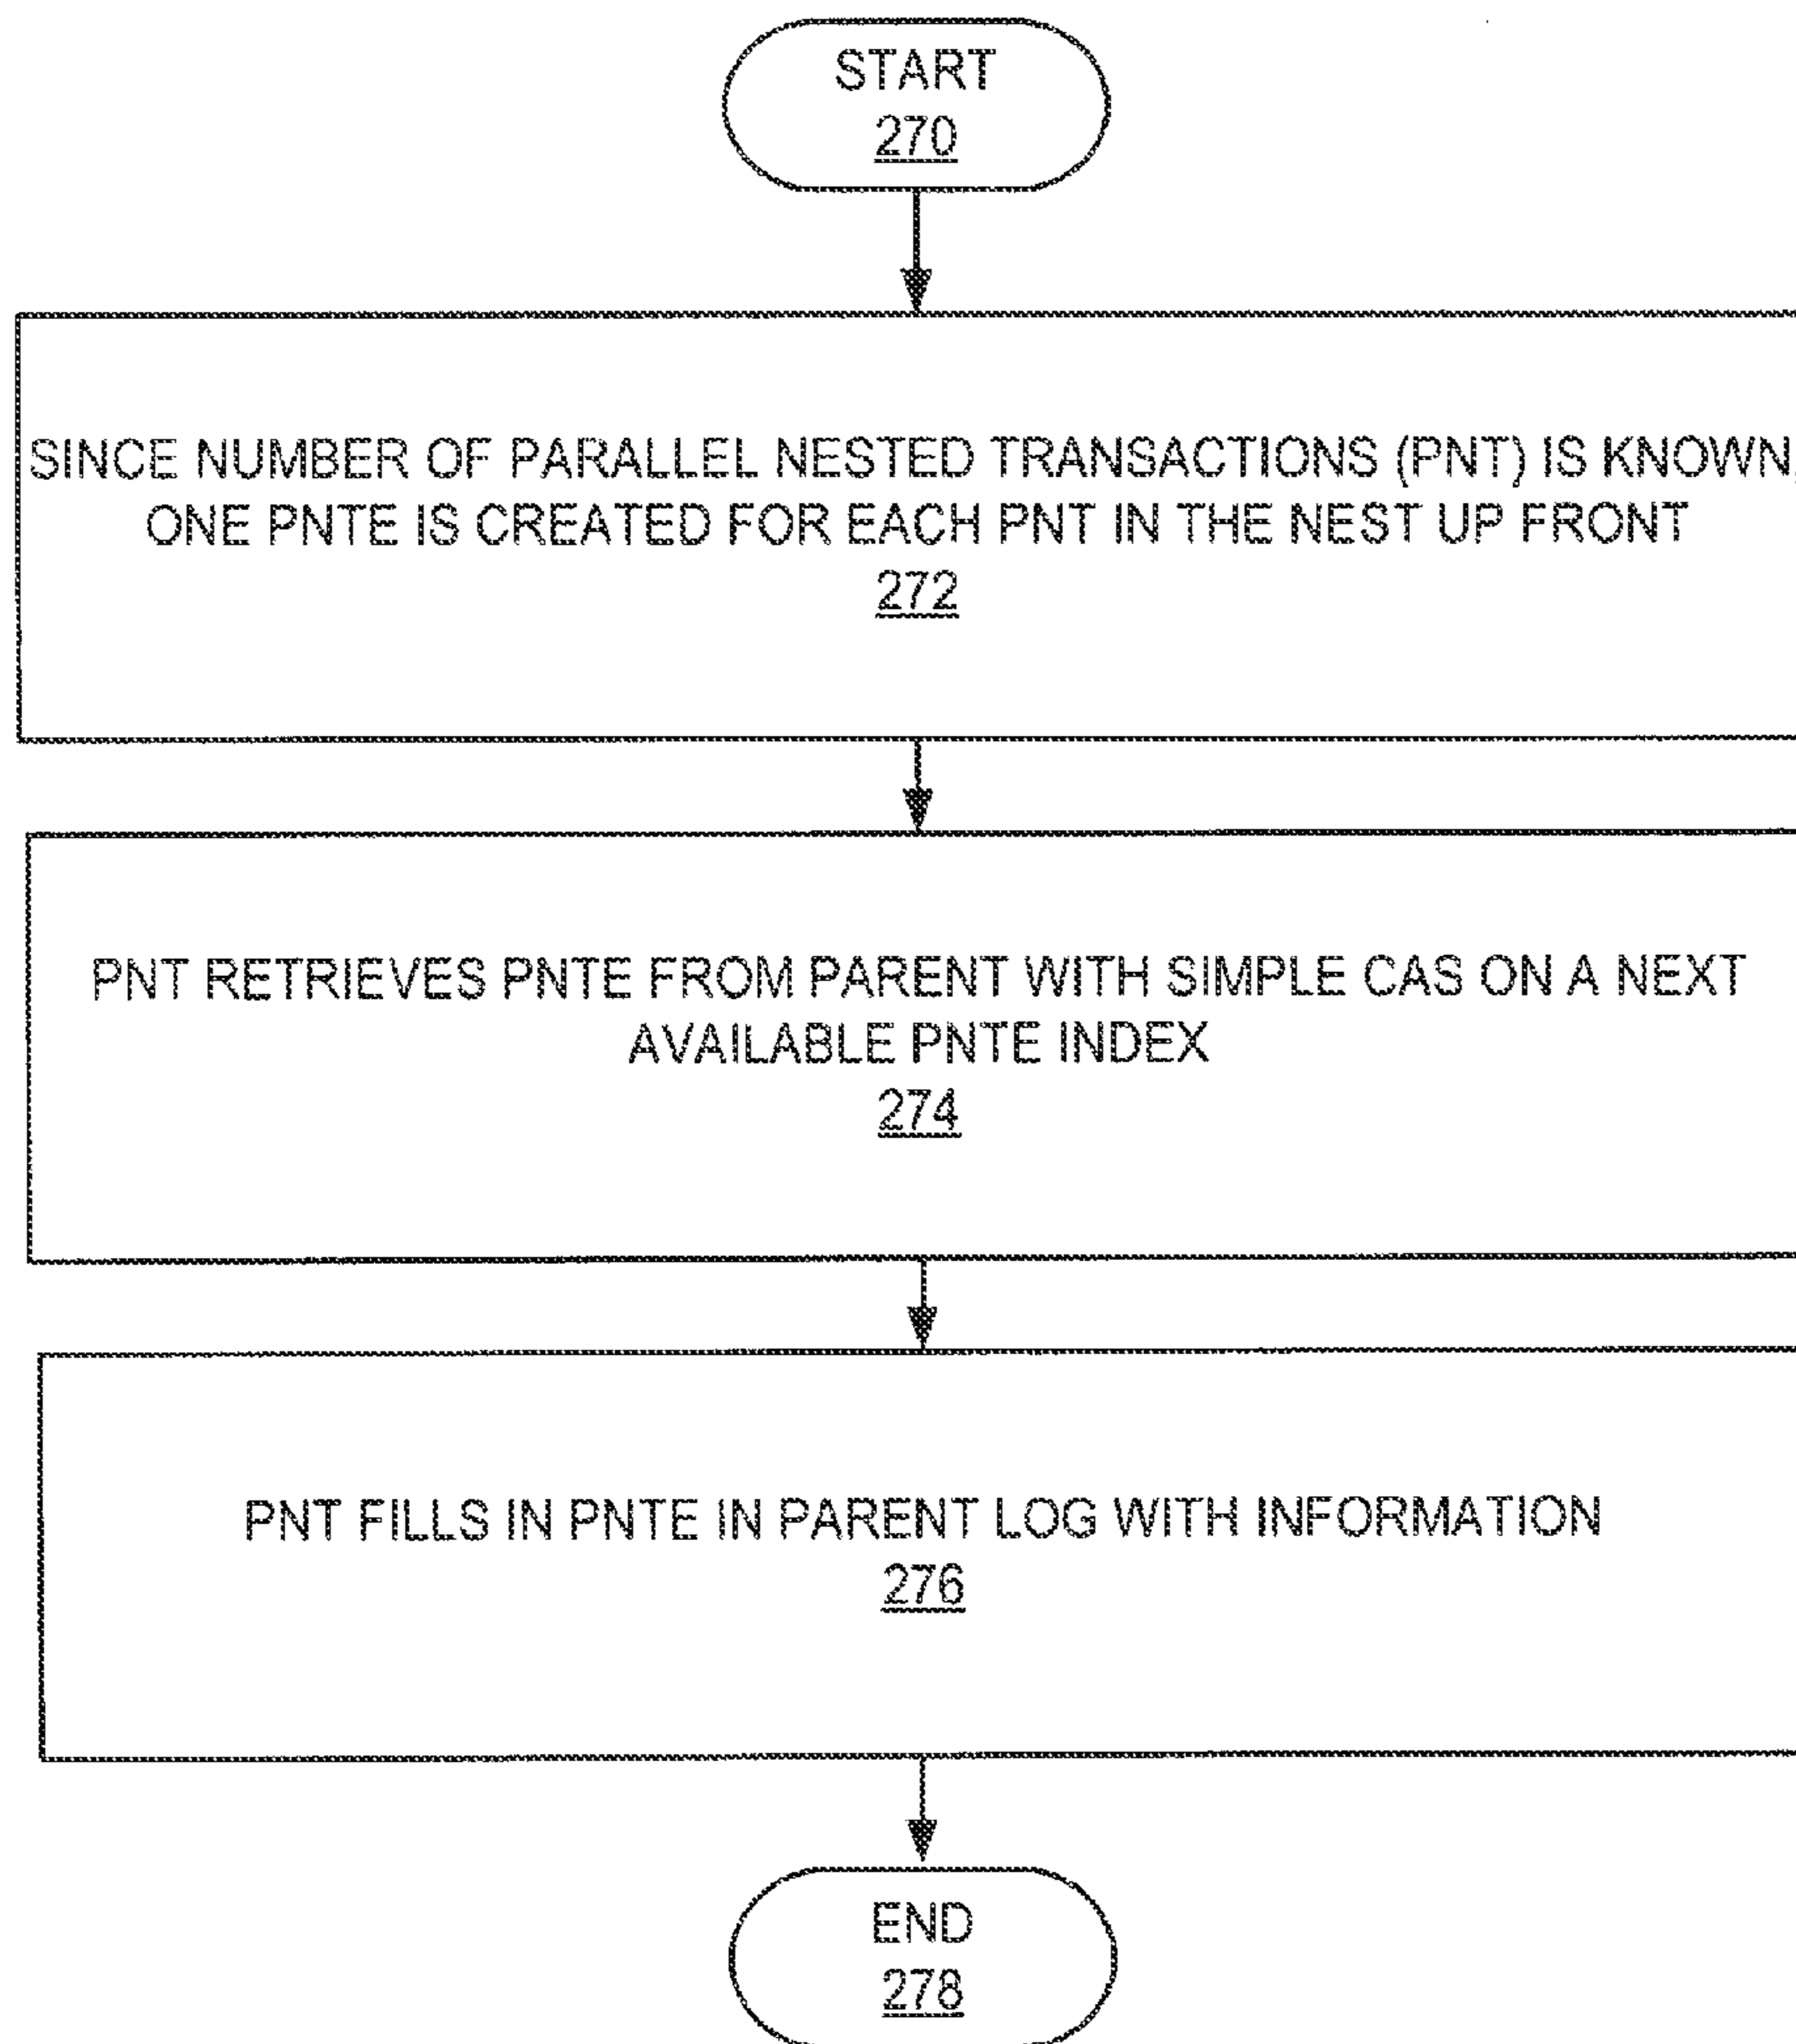 START
270
SINCE NUMBER OF PARALLEL NESTED TRANSACTIONS (PNT) IS KNOWN,
ONE PNTE IS CREATED FOR EACH PNT IN THE NEST UP FRONT
272
PNT RETRIEVES PNTE FROM PARENT WITH SIMPLE CAS ON A NEXT
AVAILABLE PNTE INDEX
274
PNT FILLS IN PNTE IN PARENT LOG WITH INFORMATION
276
END
278